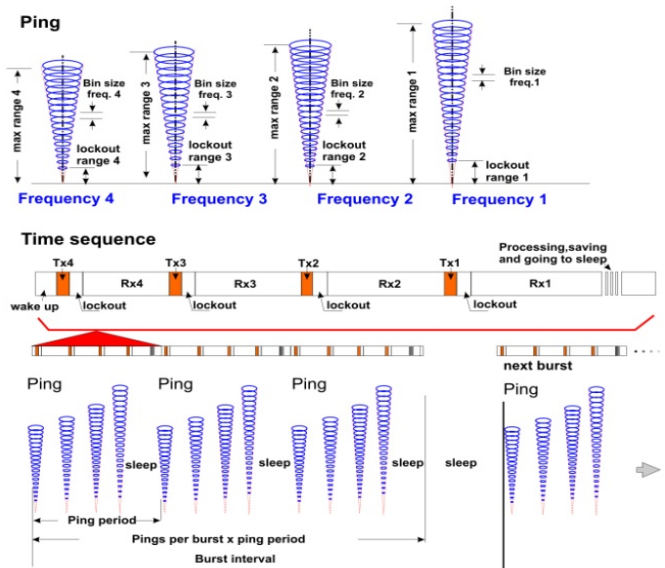 Ping
max range 4
Bin size
freq. 4
lockout
range 4
max range 3
Bin size
freq. 3
lockout
range 3
max range 2
Bin size
freq. 2
lockout
range 2
max range 1
Bin size
freq.1
lockout
range 1
Frequency 4
Frequency 3
Frequency 2
Frequency 1
Time sequence
Processing,saving
and going to sleep
Tx4
Tx3
Tx2
Tx1
Rx4
Rx3
Rx2
Rx1
wake up
lockout
lockout
lockout
lockout
next burst
Ping
Ping
Ping
Ping
sleep
sleep
sleep
sleep
Ping period
Pings per burst x ping period
Burst interval